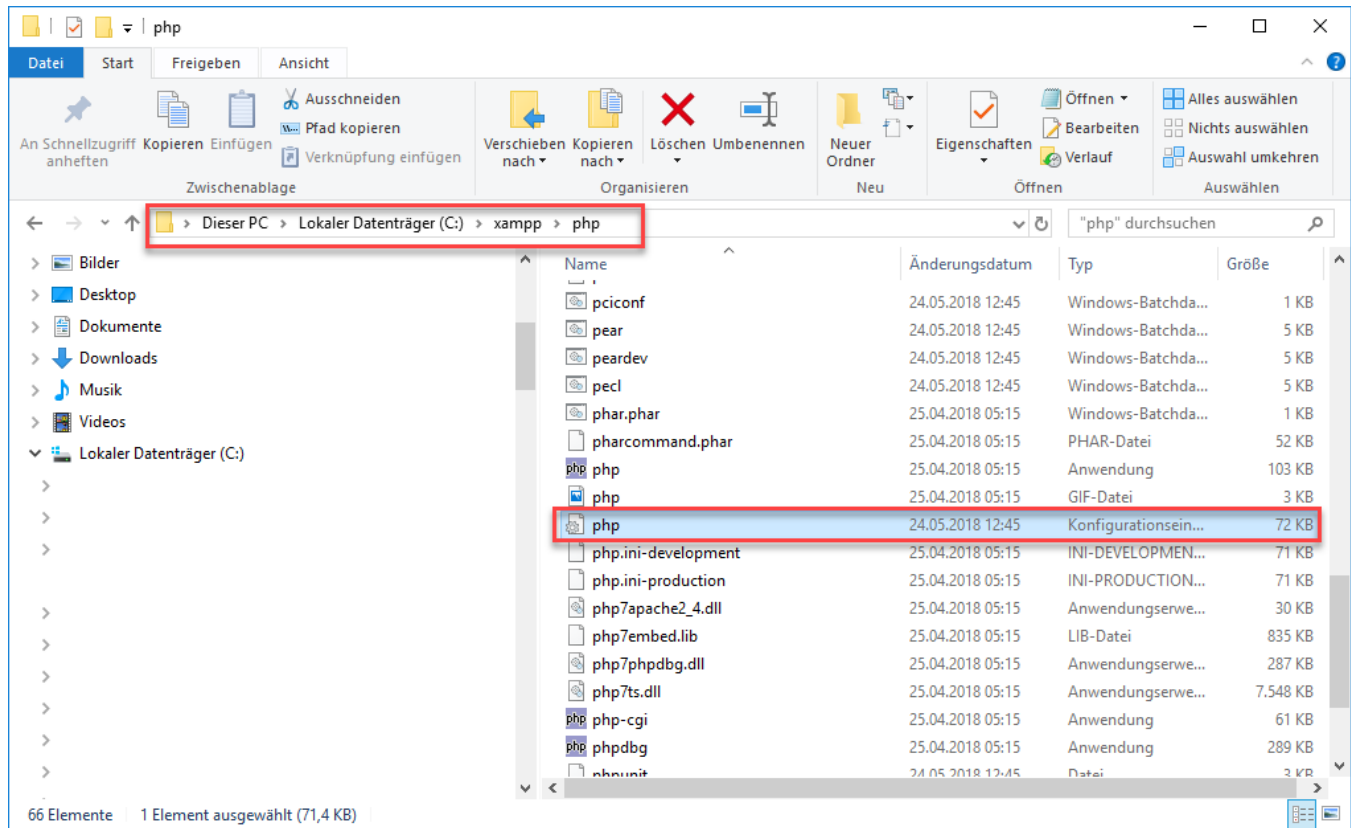 php
Datei Start Freigeben Ansicht
An Schnellzugriff anheften
Kopieren
Einfügen
Ausschneiden
Pfad kopieren
Verknüpfung einfügen
Zwischenablage
Verschieben nach
Kopieren nach
Löschen
Umbenennen
Organisieren
Neuer Ordner
Neu
Eigenschaften
Öffnen
Bearbeiten
Verlauf
Öffnen
Alles auswählen
Nichts auswählen
Auswahl umkehren
Auswählen
Dieser PC > Lokaler Datenträger (C:) > xampp > php
"php" durchsuchen
Bilder
Desktop
Dokumente
Downloads
Musik
Videos
Lokaler Datenträger (C:)
Name Änderungsdatum Typ Größe
pciconf 24.05.2018 12:45 Windows-Batchda... 1 KB
pear 24.05.2018 12:45 Windows-Batchda... 5 KB
peardev 24.05.2018 12:45 Windows-Batchda... 5 KB
pecl 24.05.2018 12:45 Windows-Batchda... 5 KB
phar.phar 25.04.2018 05:15 Windows-Batchda... 1 KB
pharcommand.phar 25.04.2018 05:15 PHAR-Datei 52 KB
php php 25.04.2018 05:15 Anwendung 103 KB
php 25.04.2018 05:15 GIF-Datei 3 KB
php 24.05.2018 12:45 Konfigurationsein... 72 KB
php.ini-development 25.04.2018 05:15 INI-DEVELOPMEN... 71 KB
php.ini-production 25.04.2018 05:15 INI-PRODUCTION... 71 KB
php7apache2_4.dll 25.04.2018 05:15 Anwendungserwe... 30 KB
php7embed.lib 25.04.2018 05:15 LIB-Datei 835 KB
php7phpdbg.dll 25.04.2018 05:15 Anwendungserwe... 287 KB
php7ts.dll 25.04.2018 05:15 Anwendungserwe... 7.548 KB
php php-cgi 25.04.2018 05:15 Anwendung 61 KB
php phpdbg 25.04.2018 05:15 Anwendung 289 KB
phpunit 24.05.2018 12:45 Datei 3 KB
66 Elemente 1 Element ausgewählt (71,4 KB)